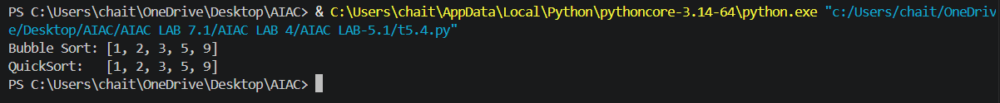 PS C:\Users\chait\OneDrive\Desktop\AIAC> & C:\Users\chait\AppData\Local\Python\pythoncore-3.14-64\python.exe "c:/Users/chait/OneDriv
e/Desktop/AIAC/AIAC LAB 7.1/AIAC LAB 4/AIAC LAB-5.1/t5.4.py"
Bubble Sort: [1, 2, 3, 5, 9]
QuickSort:   [1, 2, 3, 5, 9]
PS C:\Users\chait\OneDrive\Desktop\AIAC>